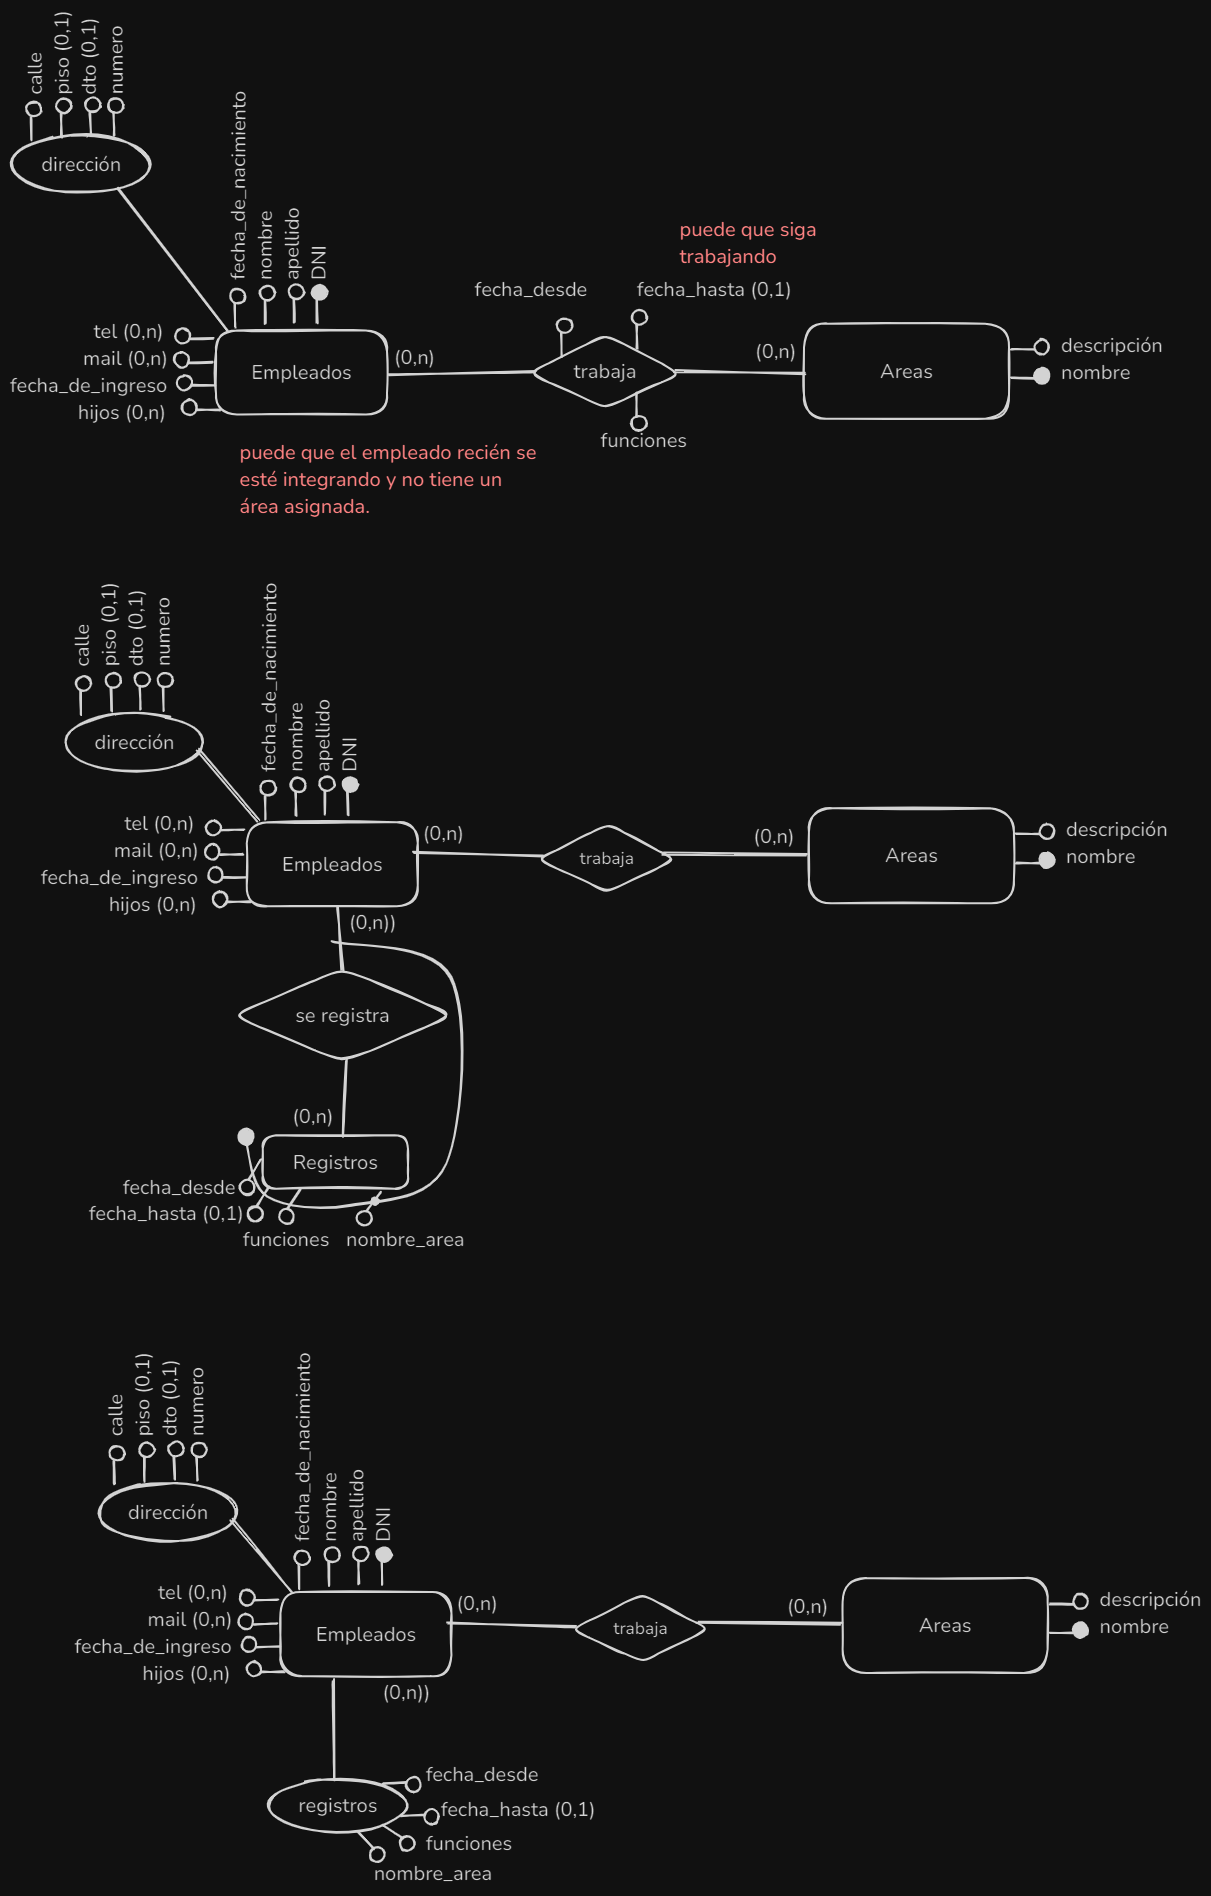 calle
piso (0,1)
dto (0,1)
numero
dirección
fecha_de_nacimiento
nombre
apellido
DNI
tel (0,n)
mail (0,n)
fecha_de_ingreso
hijos (0,n)
Empleados
(0,n)
puede que siga
trabajando
fecha_desde
fecha_hasta (0,1)
trabaja
funciones
(0,n)
Areas
descripción
nombre
puede que el empleado recién se
esté integrando y no tiene un
área asignada.
calle
piso (0,1)
dto (0,1)
numero
dirección
fecha_de_nacimiento
nombre
apellido
DNI
tel (0,n)
mail (0,n)
fecha_de_ingreso
hijos (0,n)
Empleados
(0,n)
trabaja
(0,n)
Areas
descripción
nombre
(0,n))
se registra
(0,n)
Registros
fecha_desde
fecha_hasta (0,1)
funciones
nombre_area
calle
piso (0,1)
dto (0,1)
numero
dirección
fecha_de_nacimiento
nombre
apellido
DNI
tel (0,n)
mail (0,n)
fecha_de_ingreso
hijos (0,n)
Empleados
(0,n)
trabaja
(0,n)
Areas
descripción
nombre
(0,n))
registros
fecha_desde
fecha_hasta (0,1)
funciones
nombre_area